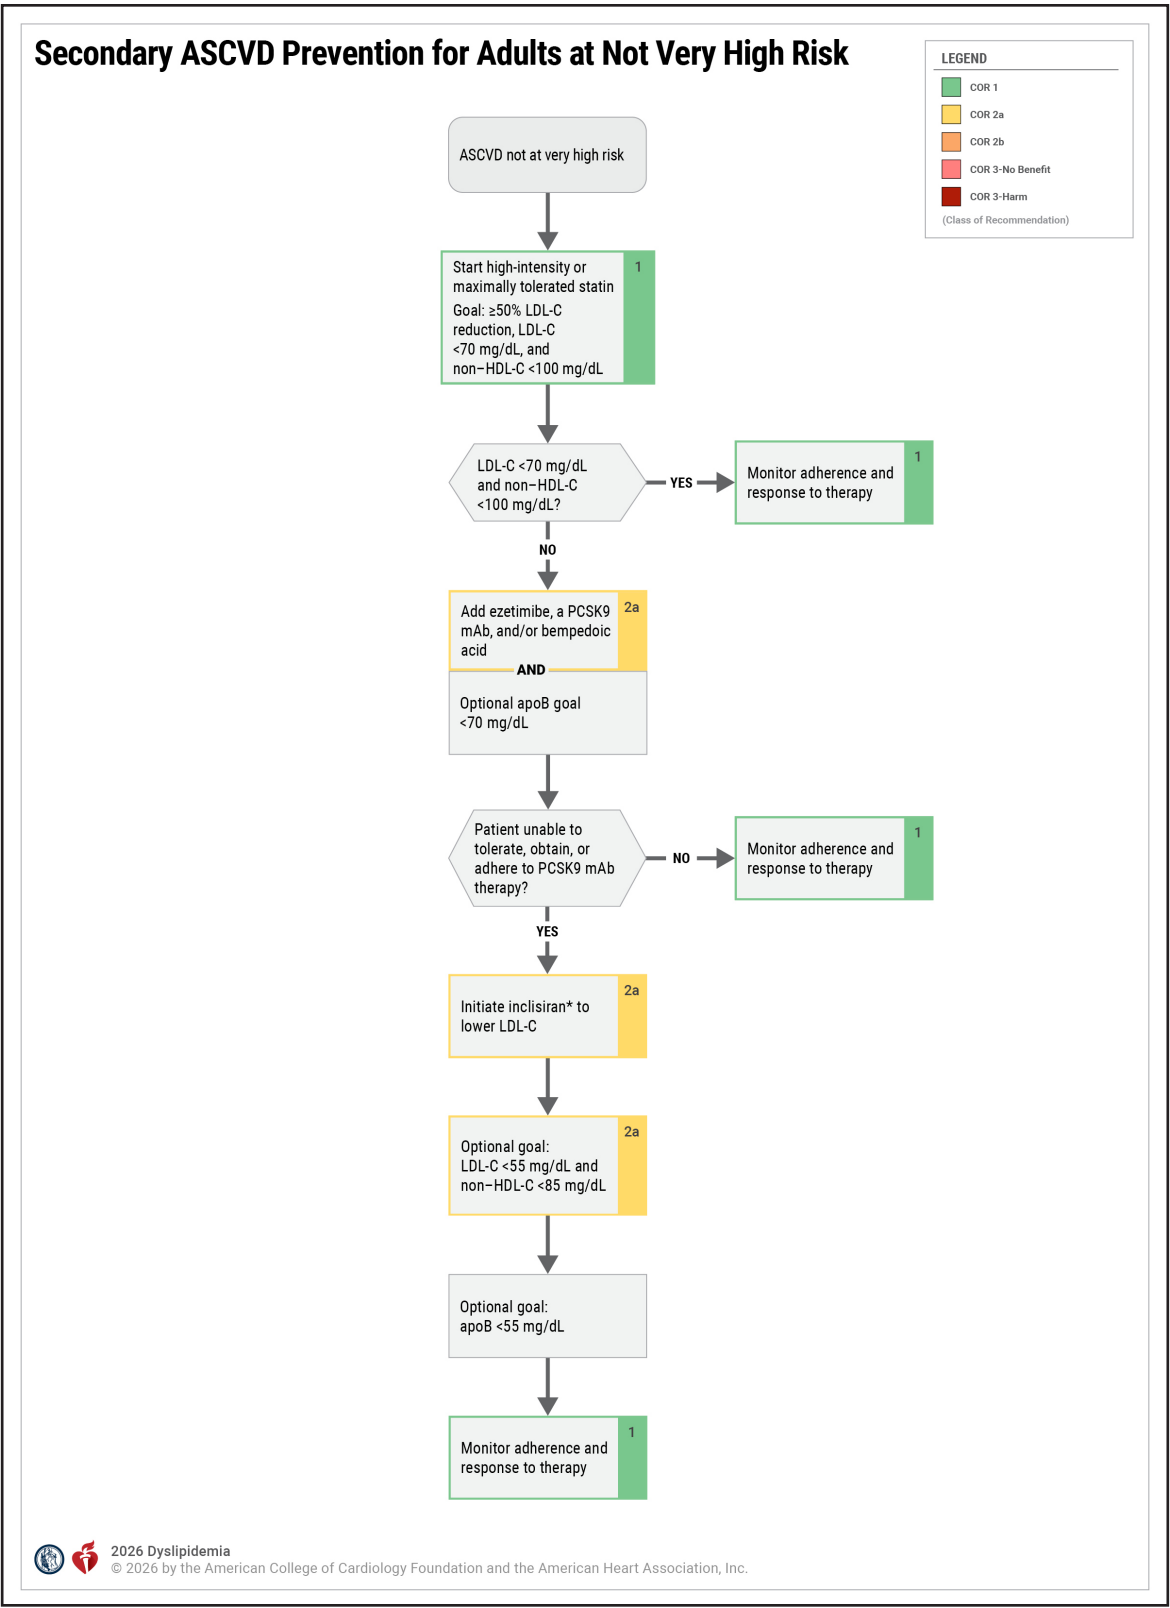 Secondary ASCVD Prevention for Adults at Not Very High Risk
LEGEND
COR 1
COR 2a
COR 2b
COR 3-No Benefit
COR 3-Harm
(Class of Recommendation)
ASCVD not at very high risk
Start high-intensity or
maximally tolerated statin
Goal: ≥50% LDL-C
reduction, LDL-C
<70 mg/dL, and
non–HDL-C <100 mg/dL
1
LDL-C <70 mg/dL
and non–HDL-C
<100 mg/dL?
YES
Monitor adherence and
response to therapy
1
NO
Add ezetimibe, a PCSK9
mAb, and/or bempedoic
acid
2a
AND
Optional apoB goal
<70 mg/dL
Patient unable to
tolerate, obtain, or
adhere to PCSK9 mAb
therapy?
NO
Monitor adherence and
response to therapy
1
YES
Initiate inclisiran* to
lower LDL-C
2a
Optional goal:
LDL-C <55 mg/dL and
non–HDL-C <85 mg/dL
2a
Optional goal:
apoB <55 mg/dL
Monitor adherence and
response to therapy
1
2026 Dyslipidemia
© 2026 by the American College of Cardiology Foundation and the American Heart Association, Inc.